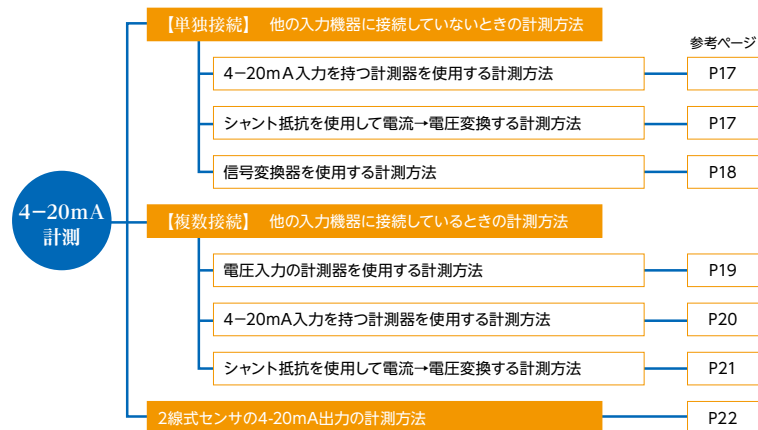 【単独接続】 他の入力機器に接続していないときの計測方法
参考ページ
4−20mA入力を持つ計測器を使用する計測方法 P17
シャント抵抗を使用して電流→電圧変換する計測方法 P17
信号変換器を使用する計測方法 P18
4−20mA
計測
【複数接続】 他の入力機器に接続しているときの計測方法
電圧入力の計測器を使用する計測方法 P19
4−20mA入力を持つ計測器を使用する計測方法 P20
シャント抵抗を使用して電流→電圧変換する計測方法 P21
2線式センサの4-20mA出力の計測方法 P22